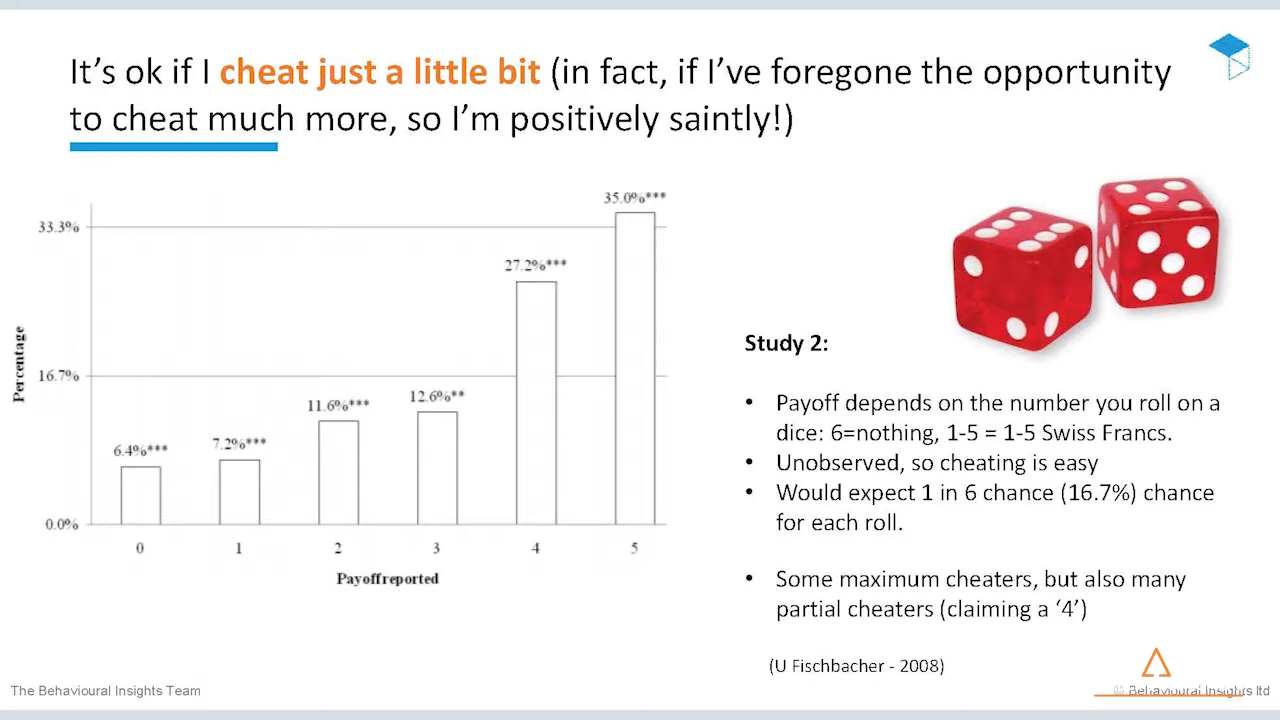 It's ok if I cheat just a little bit (in fact, if I've foregone the opportunity
to cheat much more, so I'm positively saintly!)
35.0%***
33.3%
27.2%***
16.7%
12.6%**
11.6%***
7.2%***
6.4%***
0.0%
Percentage
0 1 2 3 4 5
Payoff reported
Study 2:
• Payoff depends on the number you roll on a
dice: 6=nothing, 1-5 = 1-5 Swiss Francs.
• Unobserved, so cheating is easy
• Would expect 1 in 6 chance (16.7%) chance
for each roll.
• Some maximum cheaters, but also many
partial cheaters (claiming a '4')
(U Fischbacher - 2008)
The Behavioural Insights Team
© Behavioural Insights ltd